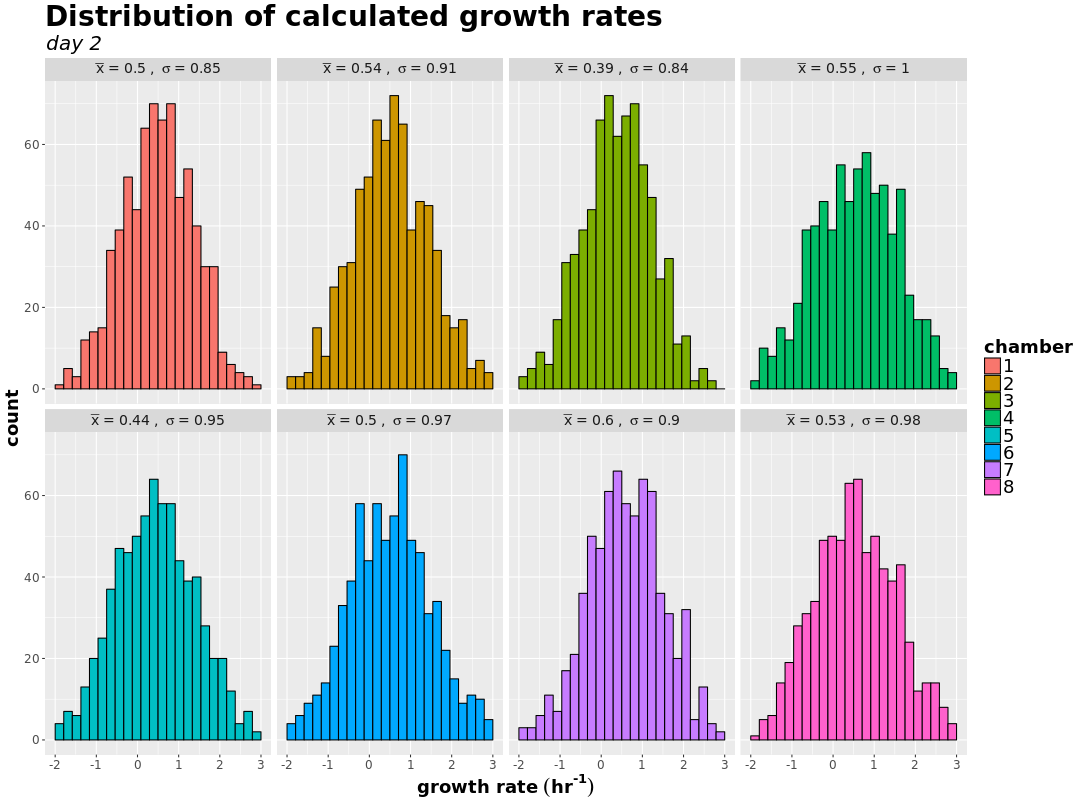 Distribution of calculated growth rates
day 2
x̅ = 0.5 , σ = 0.85
x̅ = 0.54 , σ = 0.91
x̅ = 0.39 , σ = 0.84
x̅ = 0.55 , σ = 1
60
40
20
0
x̅ = 0.44 , σ = 0.95
x̅ = 0.5 , σ = 0.97
x̅ = 0.6 , σ = 0.9
x̅ = 0.53 , σ = 0.98
60
40
20
0
-2 -1 0 1 2 3
-2 -1 0 1 2 3
-2 -1 0 1 2 3
-2 -1 0 1 2 3
count
growth rate (hr⁻¹)
chamber
1
2
3
4
5
6
7
8